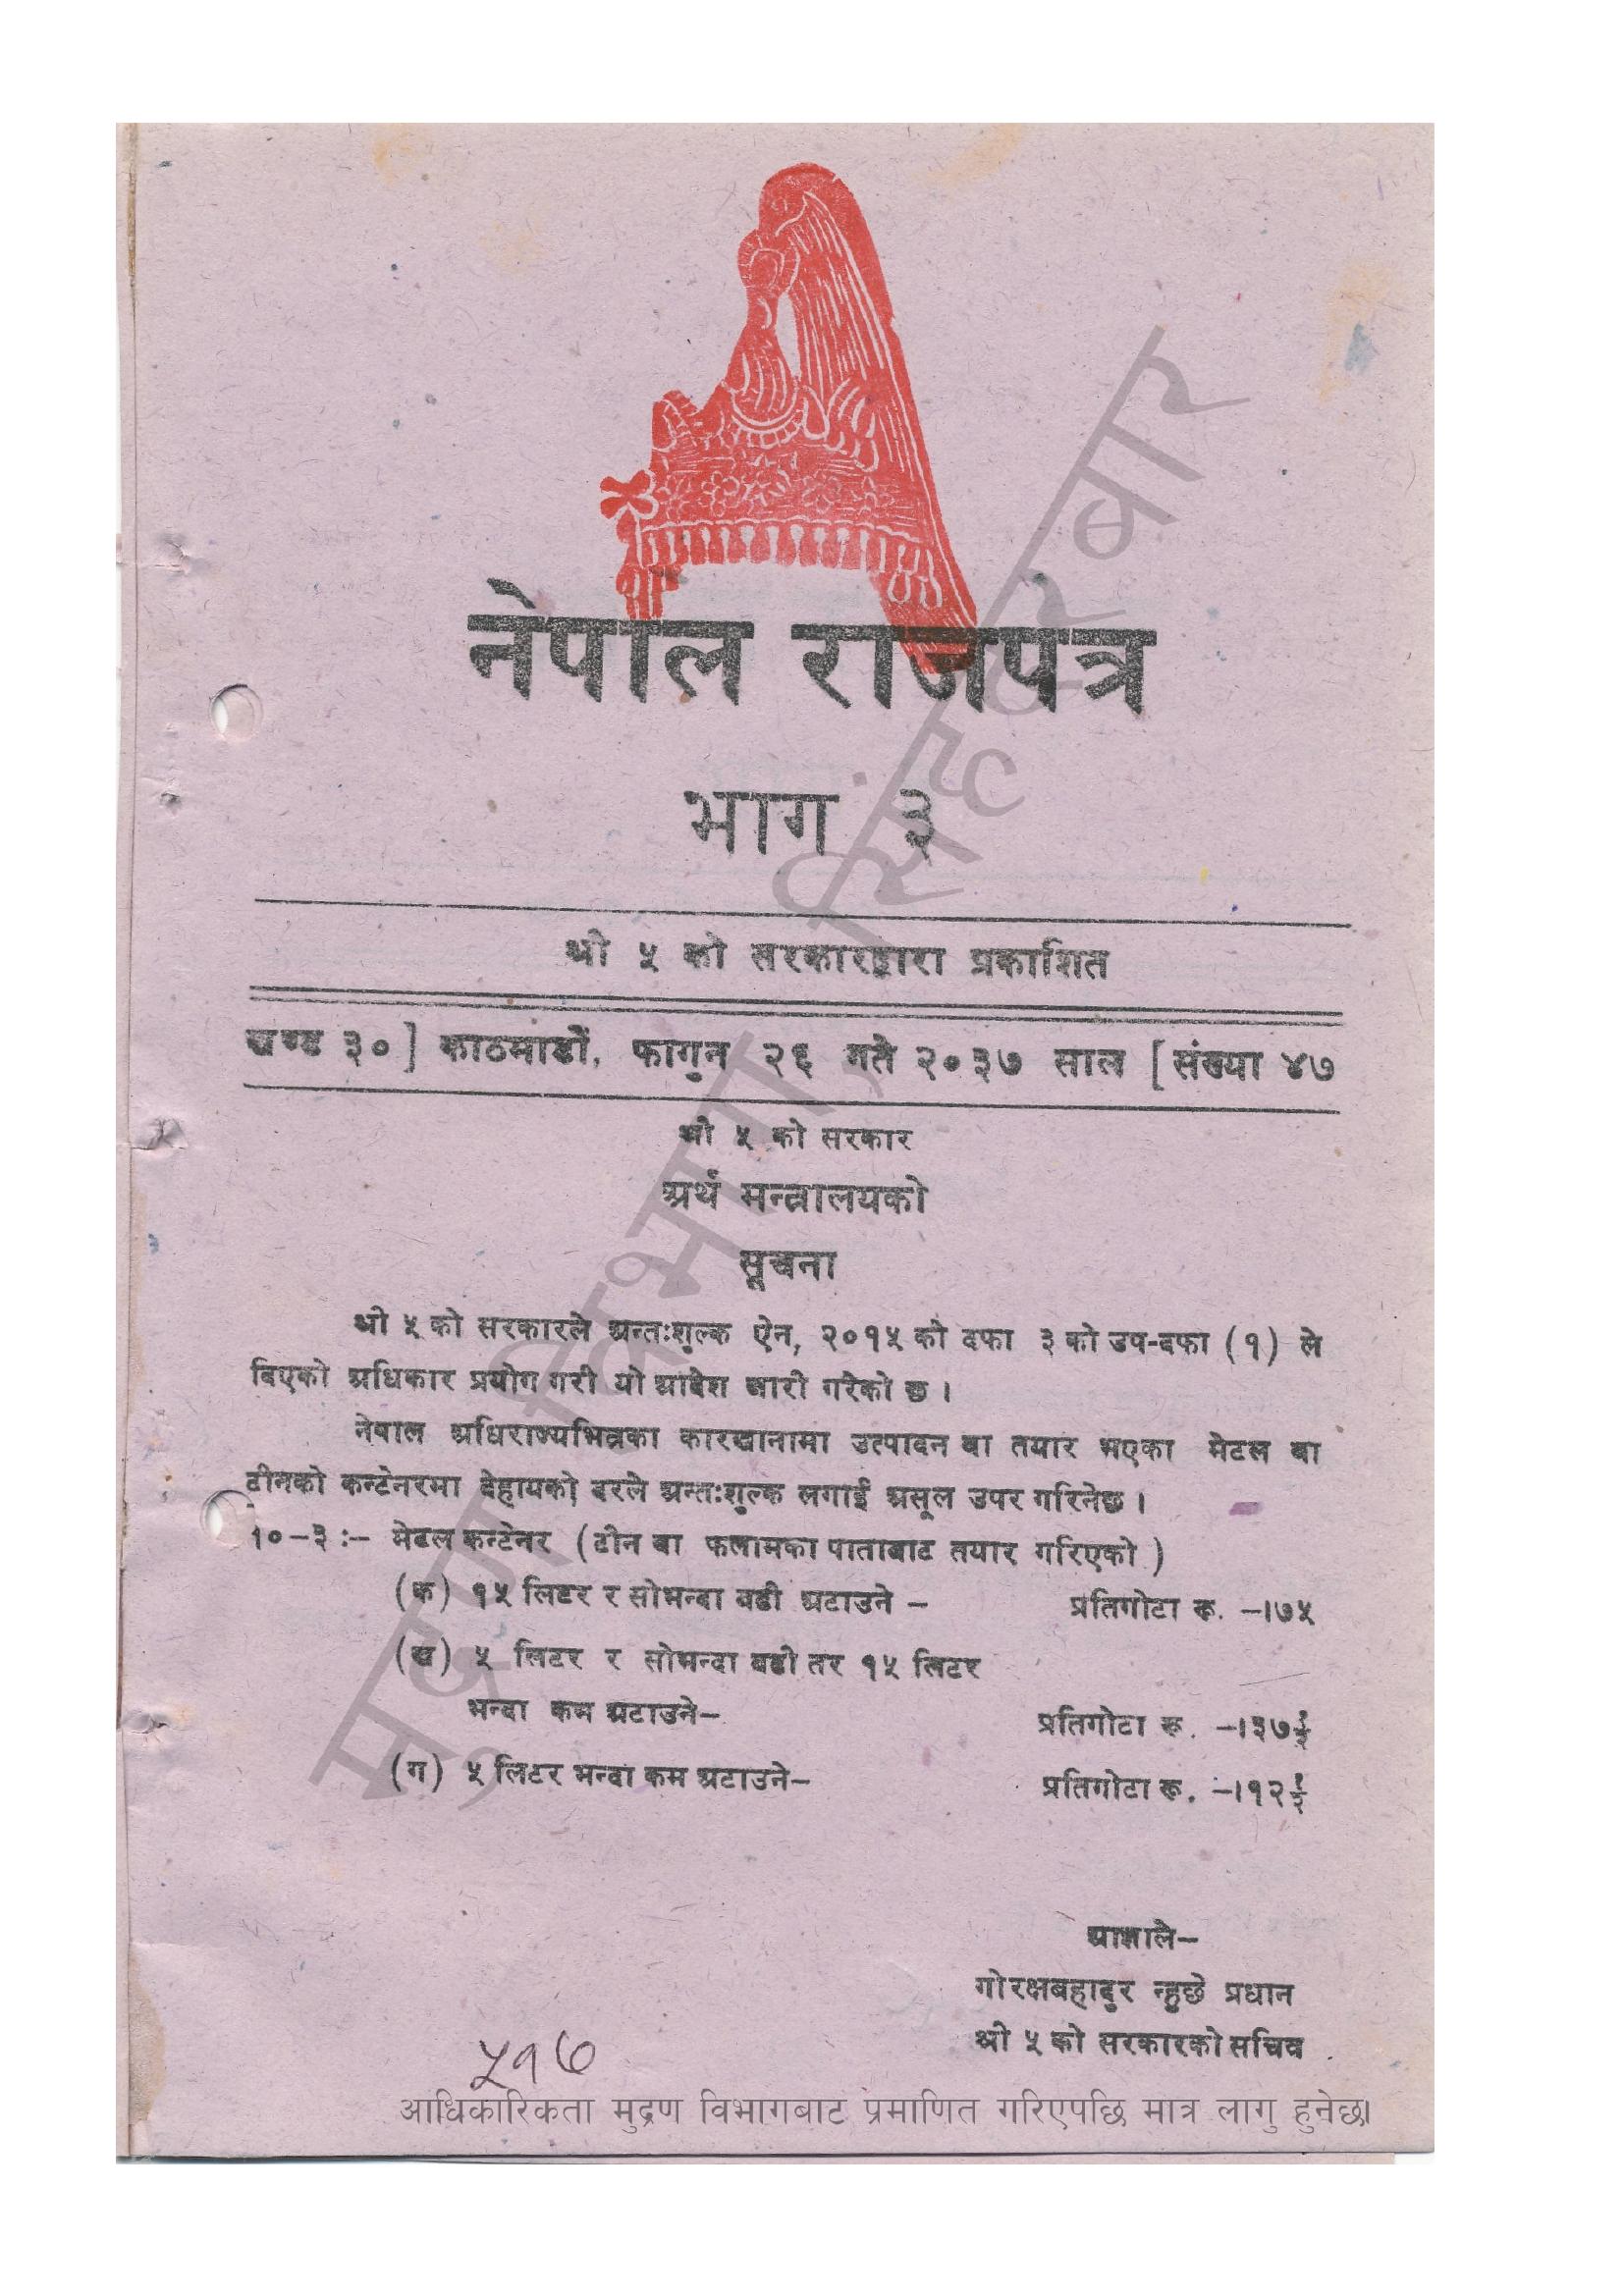 नेपाल राजपत्र
भाग ३
श्री ५ को सरकारद्वारा प्रकाशित
खण्ड ३०] काठमाडौं, फागुन २६ गते २०३७ साल [संख्या ४७
श्री ५ को सरकार
अर्थ मन्त्रालयको
सूचना
श्री ५ को सरकारले अन्तःशुल्क ऐन, २०१५ को दफा ३ को उप-दफा (१) ले
दिएको अधिकार प्रयोग गरी यो आदेश जारी गरेको छ ।
नेपाल अधिराज्यभित्रका कारखानामा उत्पादन वा तयार भएका मेटल वा
टीनको कन्टेनरमा देहायको दरले अन्तःशुल्क लगाई असूल उपर गरिनेछ ।
१०-३ :- मेटल कन्टेनर (टीन वा फलामका पाताबाट तयार गरिएको)
(क) १५ लिटर र सोभन्दा बढी अटाउने - प्रतिगोटा रू. -।७५
(ख) ५ लिटर र सोभन्दा बढी तर १५ लिटर
भन्दा कम अटाउने- प्रतिगोटा रू. -।३७½
(ग) ५ लिटर भन्दा कम अटाउने- प्रतिगोटा रू. -।१२½
आज्ञाले-
गोरक्षबहादुर न्हुछे प्रधान
श्री ५ को सरकारको सचिव
५१७
आधिकारिकता मुद्रण विभागबाट प्रमाणित गरिएपछि मात्र लागु हुनेछ।
मुद्रण विभाग, सिंहदरवार